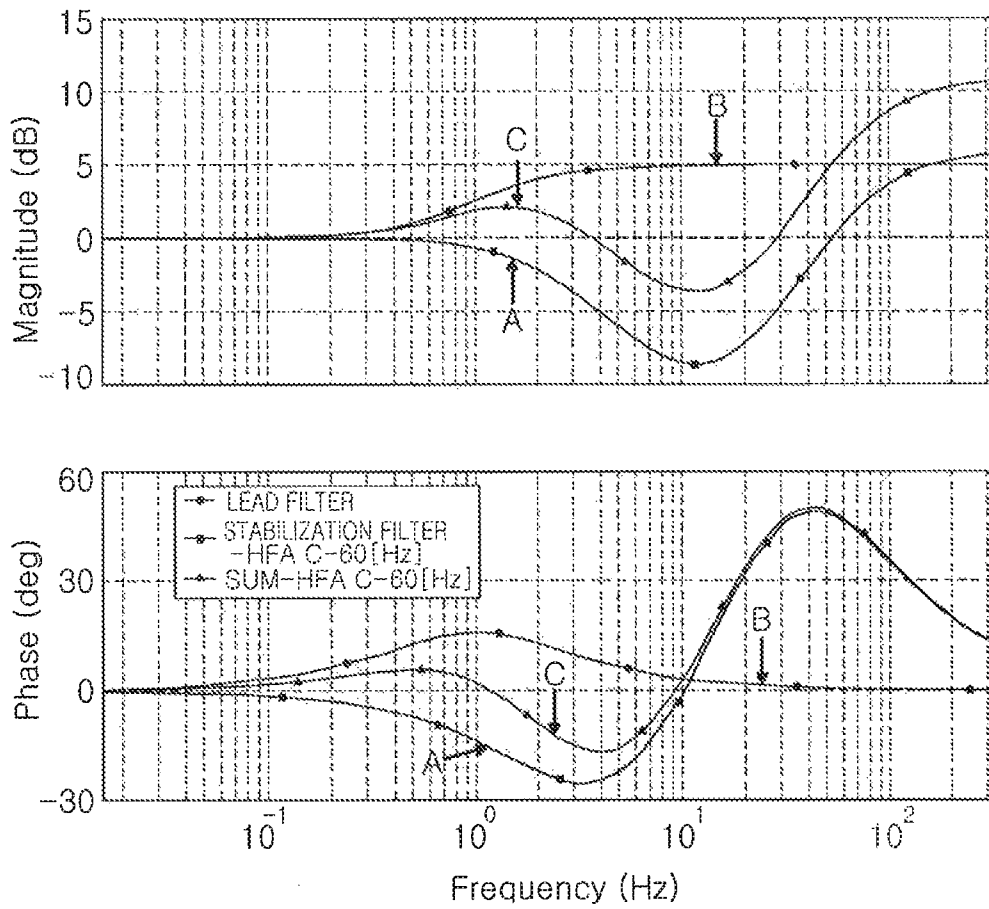 15
10
5
0
-5
-10
Magnitude (dB)
C
B
A
60
30
0
-30
Phase (deg)
LEAD FILTER
STABILIZATION FILTER
-HFA C-60[Hz]
SUM-HFA C-60[Hz]
A
C
B
10⁻¹
10⁰
10¹
10²
Frequency (Hz)